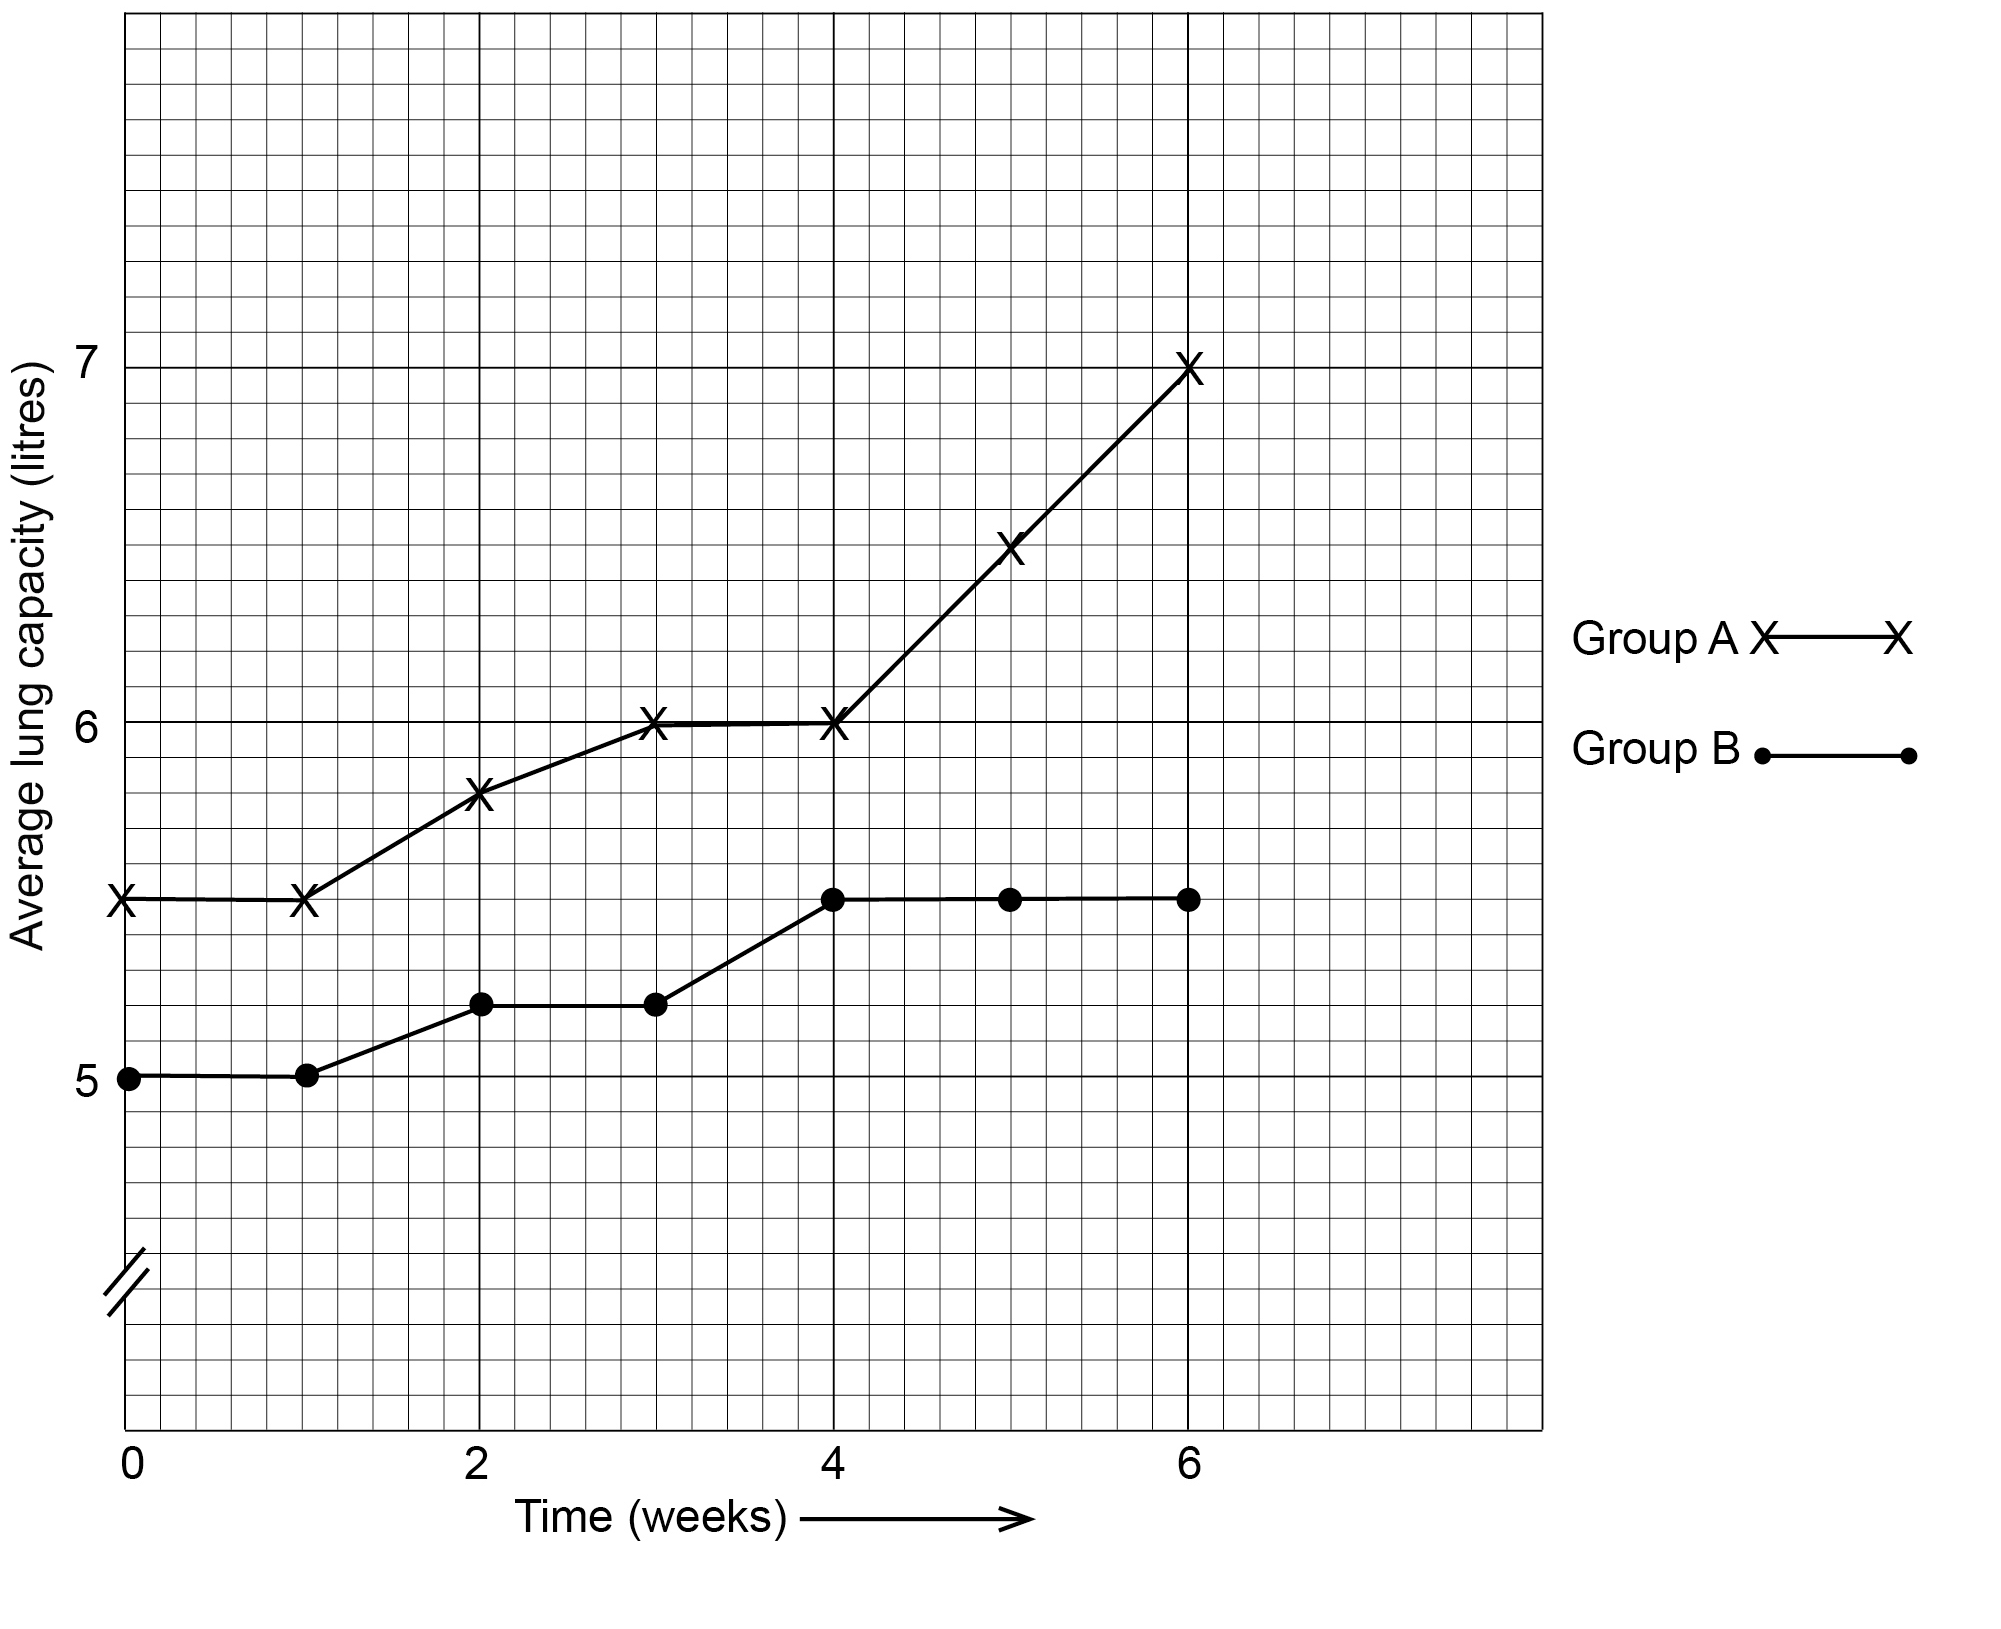 Average lung capacity (litres)
7
6
5
0 2 4 6
Time (weeks)
Group A X X
Group B